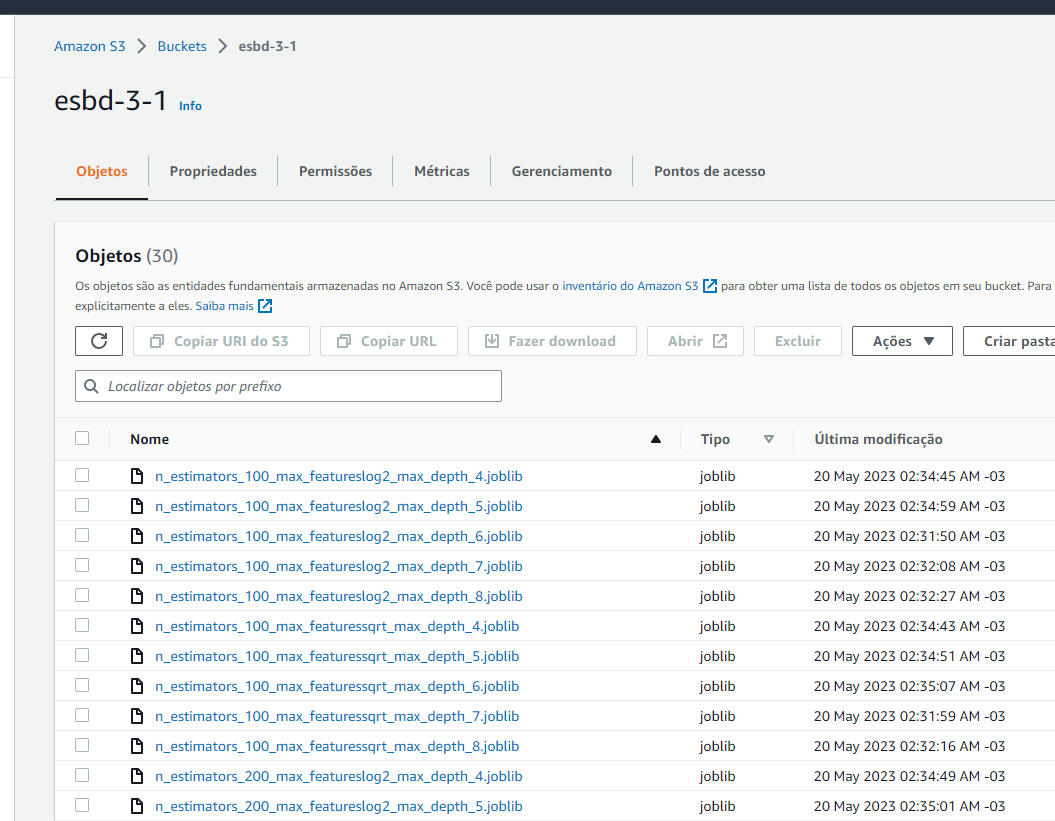 Amazon S3 > Buckets > esbd-3-1
esbd-3-1 Info
Objetos Propriedades Permissões Métricas Gerenciamento Pontos de acesso
Objetos (30)
Os objetos são as entidades fundamentais armazenadas no Amazon S3. Você pode usar o inventário do Amazon S3 para obter uma lista de todos os objetos em seu bucket. Para
explicitamente a eles. Saiba mais
Copiar URI do S3 Copiar URL Fazer download Abrir Excluir Ações Criar pasta
Localizar objetos por prefixo
Nome Tipo Última modificação
n_estimators_100_max_featureslog2_max_depth_4.joblib joblib 20 May 2023 02:34:45 AM -03
n_estimators_100_max_featureslog2_max_depth_5.joblib joblib 20 May 2023 02:34:59 AM -03
n_estimators_100_max_featureslog2_max_depth_6.joblib joblib 20 May 2023 02:31:50 AM -03
n_estimators_100_max_featureslog2_max_depth_7.joblib joblib 20 May 2023 02:32:08 AM -03
n_estimators_100_max_featureslog2_max_depth_8.joblib joblib 20 May 2023 02:32:27 AM -03
n_estimators_100_max_featuressqrt_max_depth_4.joblib joblib 20 May 2023 02:34:43 AM -03
n_estimators_100_max_featuressqrt_max_depth_5.joblib joblib 20 May 2023 02:34:51 AM -03
n_estimators_100_max_featuressqrt_max_depth_6.joblib joblib 20 May 2023 02:35:07 AM -03
n_estimators_100_max_featuressqrt_max_depth_7.joblib joblib 20 May 2023 02:31:59 AM -03
n_estimators_100_max_featuressqrt_max_depth_8.joblib joblib 20 May 2023 02:32:16 AM -03
n_estimators_200_max_featureslog2_max_depth_4.joblib joblib 20 May 2023 02:34:49 AM -03
n_estimators_200_max_featureslog2_max_depth_5.joblib joblib 20 May 2023 02:35:01 AM -03